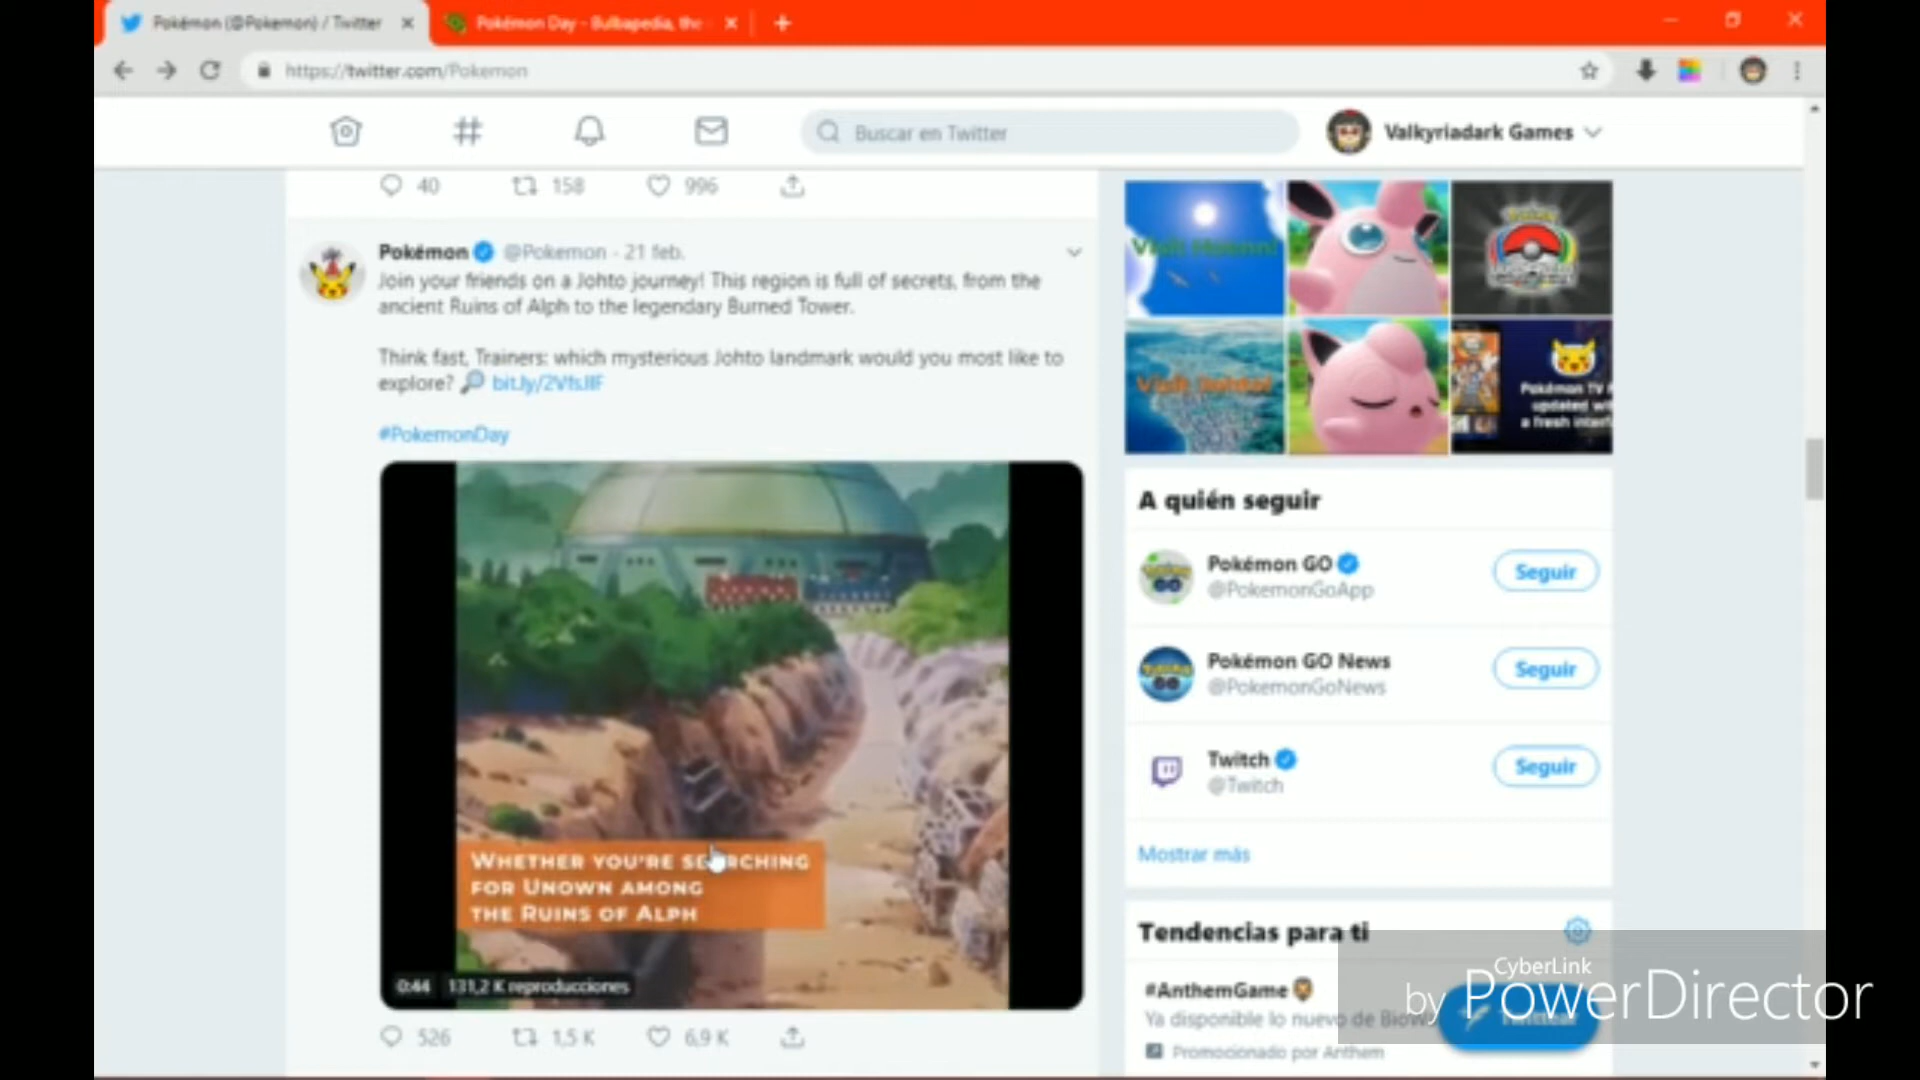 Pokémon (@Pokemon) / Twitter
Pokémon Day - Bulbapedia, the
https://twitter.com/Pokemon
Buscar en Twitter
Valkyriadark Games
40 158 996
Pokémon @Pokemon · 21 feb.
Join your friends on a Johto journey! This region is full of secrets, from the
ancient Ruins of Alph to the legendary Burned Tower.
Think fast, Trainers: which mysterious Johto landmark would you most like to
explore?
#PokemonDay
WHETHER YOU'RE SEARCHING
FOR UNOWN AMONG
THE RUINS OF ALPH
0:44 131,2 K reproducciones
526 1,5 K 6,9 K
Visit Hoenn!
Visit Johto!
Pokémon TV
updated
a fresh
A quién seguir
Pokémon GO
@PokemonGoApp
Seguir
Pokémon GO News
@PokemonGoNews
Seguir
Twitch
@Twitch
Seguir
Mostrar más
Tendencias para ti
#AnthemGame
Ya disponible lo nuevo de
Promocionado por Anthem
CyberLink
by PowerDirector